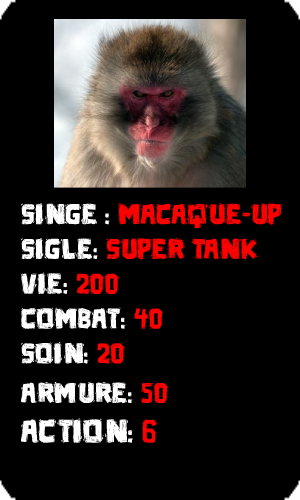 SINGE : MACAQUE-UP
SIGLE: SUPER TANK
VIE: 200
COMBAT: 40
SOIN: 20
ARMURE: 50
ACTION: 6